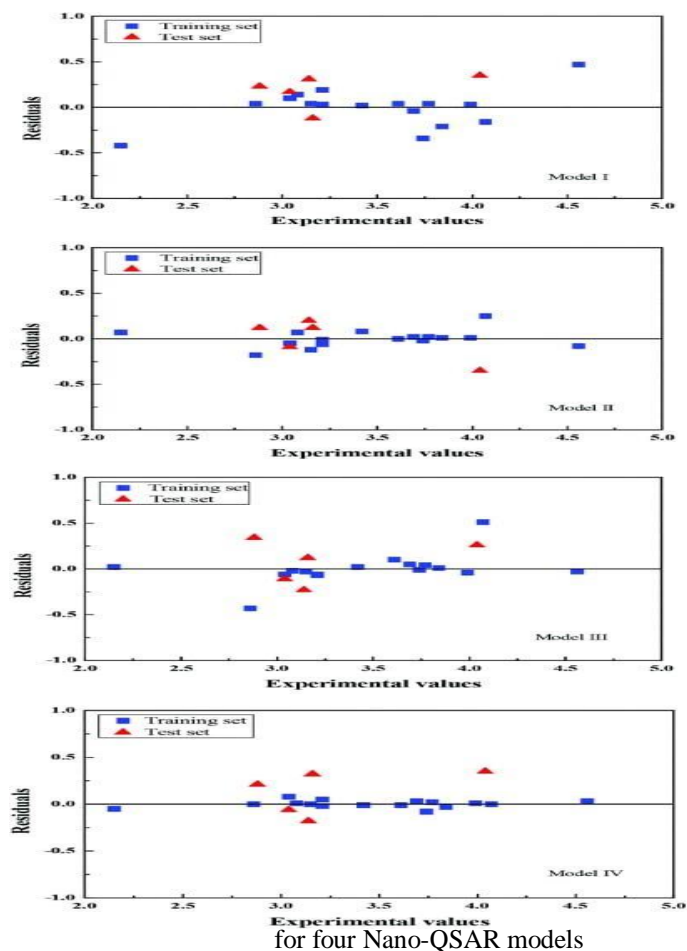 1.0
Training set
Test set
0.5
Residuals
0.0
-0.5
Model I
-1.0
2.0 2.5 3.0 3.5 4.0 4.5 5.0
Experimental values
1.0
Training set
Test set
0.5
Residuals
0.0
-0.5
Model II
-1.0
2.0 2.5 3.0 3.5 4.0 4.5 5.0
Experimental values
1.0
Training set
Test set
0.5
Residuals
0.0
-0.5
Model III
-1.0
2.0 2.5 3.0 3.5 4.0 4.5 5.0
Experimental values
1.0
Training set
Test set
0.5
Residuals
0.0
-0.5
Model IV
-1.0
2.0 2.5 3.0 3.5 4.0 4.5 5.0
Experimental values
for four Nano-QSAR models